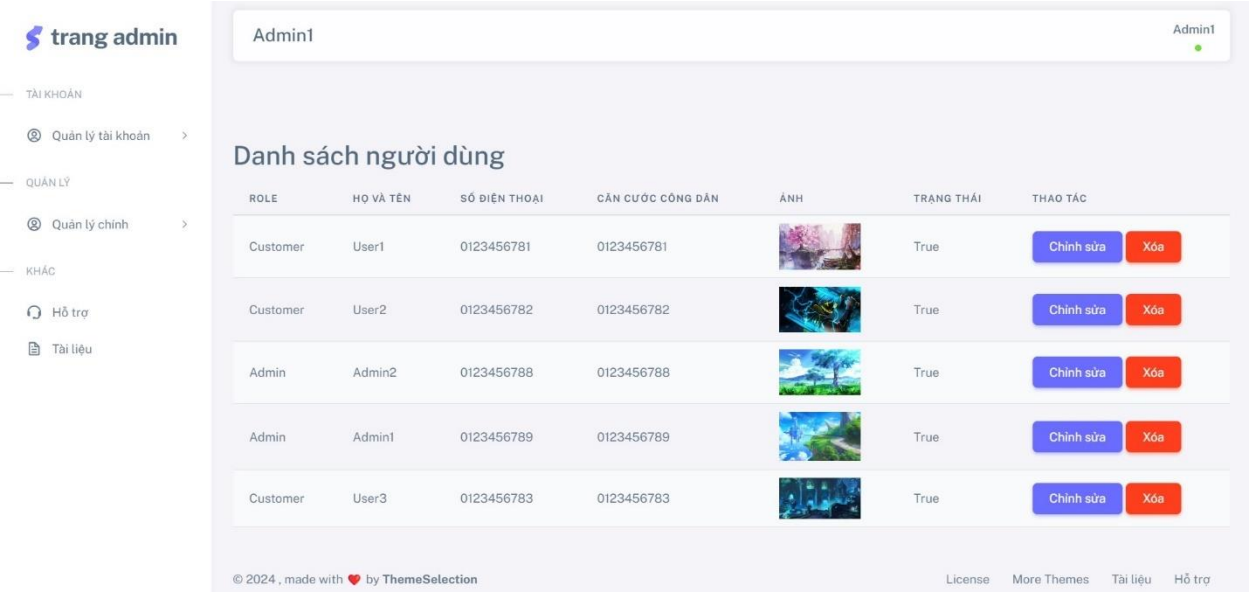 trang admin
Admin1
Admin1
TÀI KHOẢN
Quản lý tài khoản
QUẢN LÝ
Quản lý chính
KHÁC
Hỗ trợ
Tài liệu
Danh sách người dùng
ROLE HỌ VÀ TÊN SỐ ĐIỆN THOẠI CĂN CƯỚC CÔNG DÂN ẢNH TRẠNG THÁI THAO TÁC
Customer User1 0123456781 0123456781 True Chỉnh sửa Xóa
Customer User2 0123456782 0123456782 True Chỉnh sửa Xóa
Admin Admin2 0123456788 0123456788 True Chỉnh sửa Xóa
Admin Admin1 0123456789 0123456789 True Chỉnh sửa Xóa
Customer User3 0123456783 0123456783 True Chỉnh sửa Xóa
© 2024 , made with ❤️ by ThemeSelection License More Themes Tài liệu Hỗ trợ